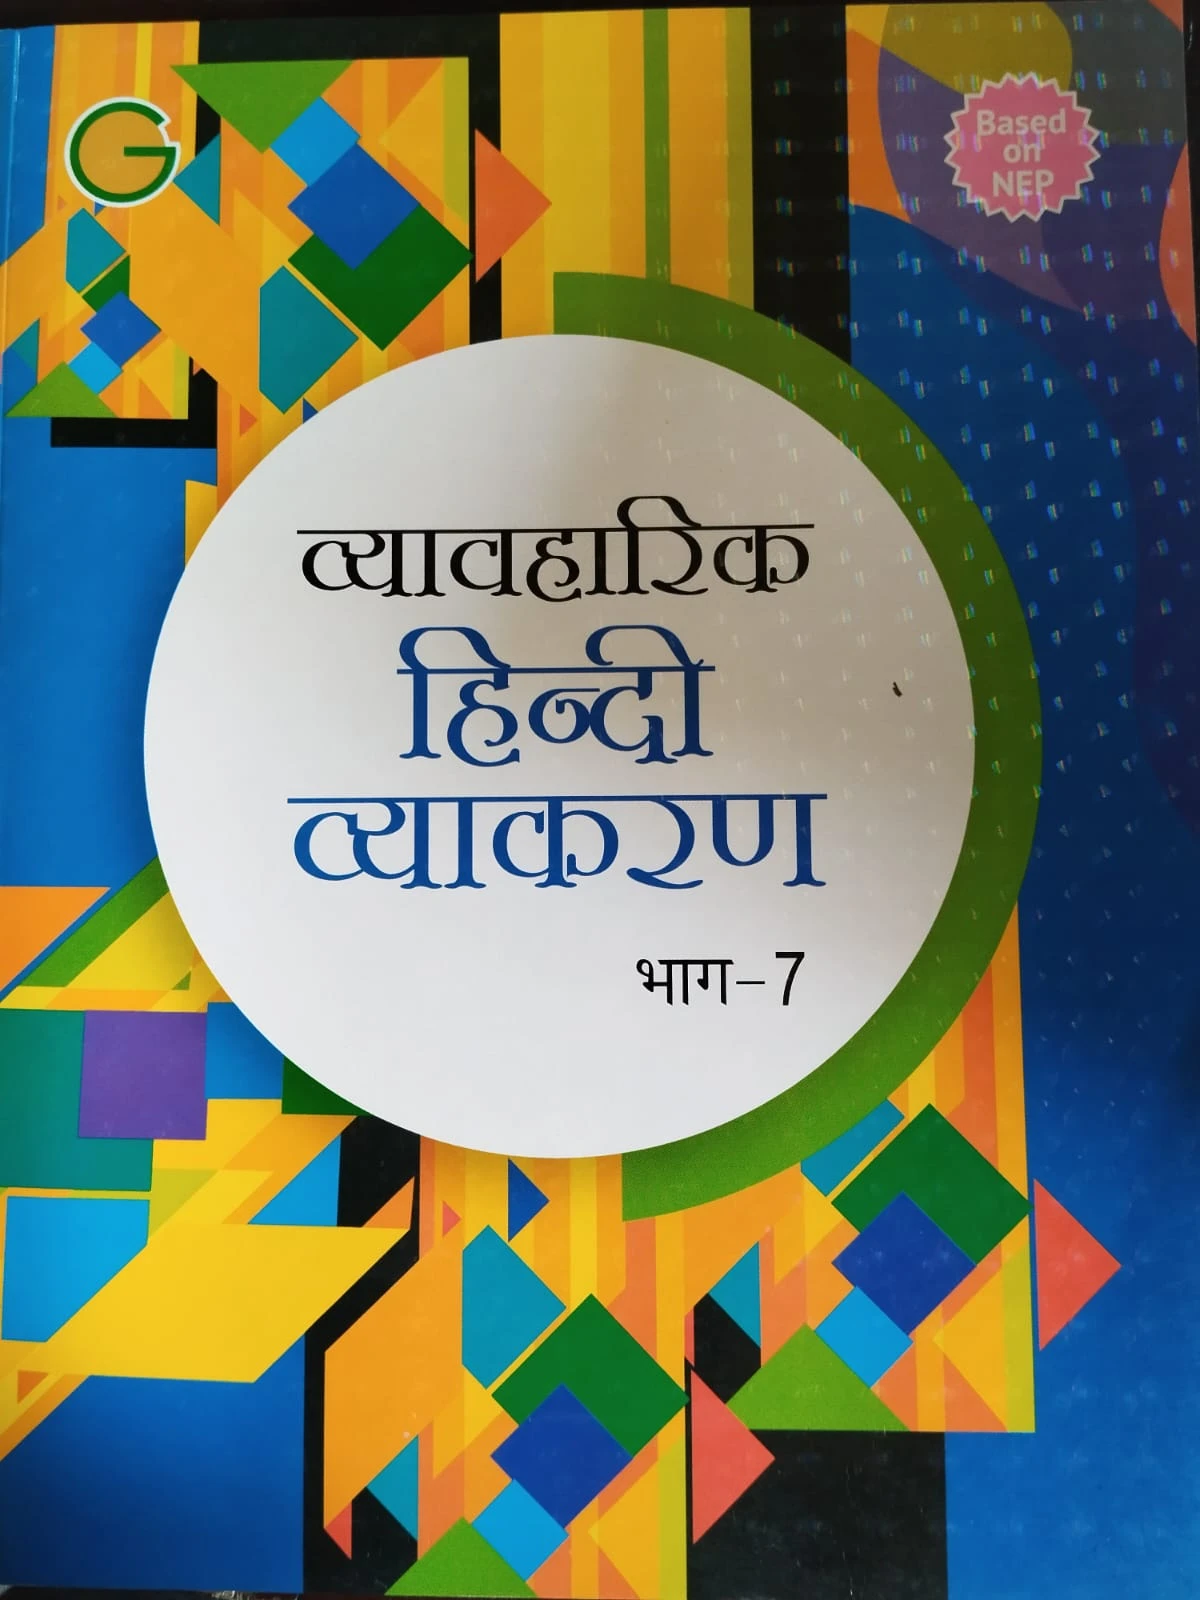 G
Based
on
NEP
व्यावहारिक
हिन्दी
व्याकरण
भाग-7